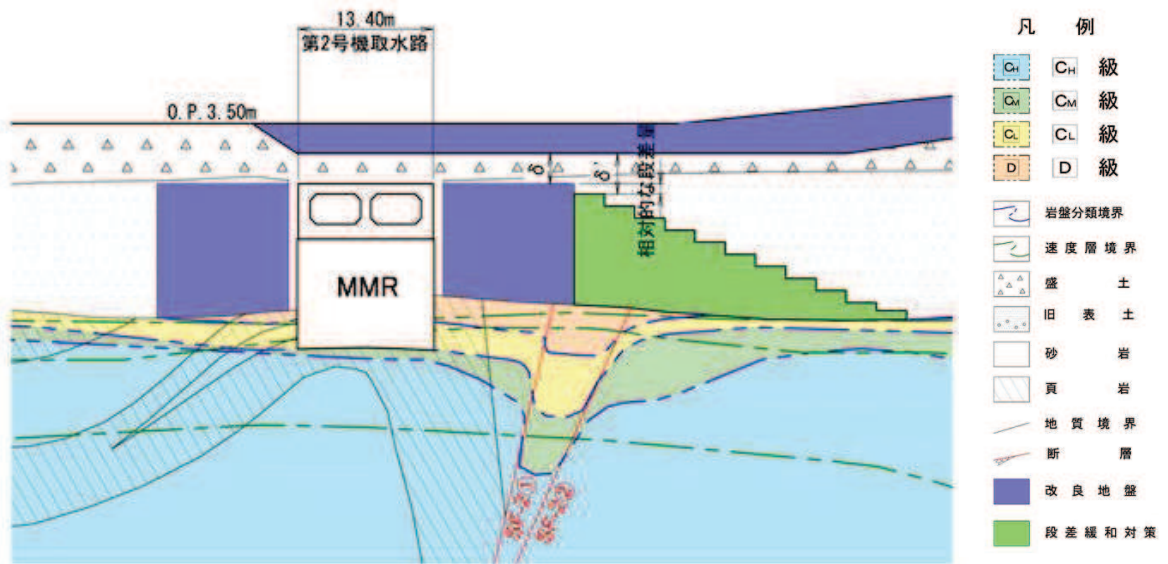 13.40m
第2号機取水路
O.P.3.50m
δ
δ'
相対的な段差量
MMR
凡 例
CH CH 級
CM CM 級
CL CL 級
D D 級
岩盤分類境界
速度層境界
盛 土
旧 表 土
砂 岩
頁 岩
地質境界
断 層
改良地盤
段差緩和対策